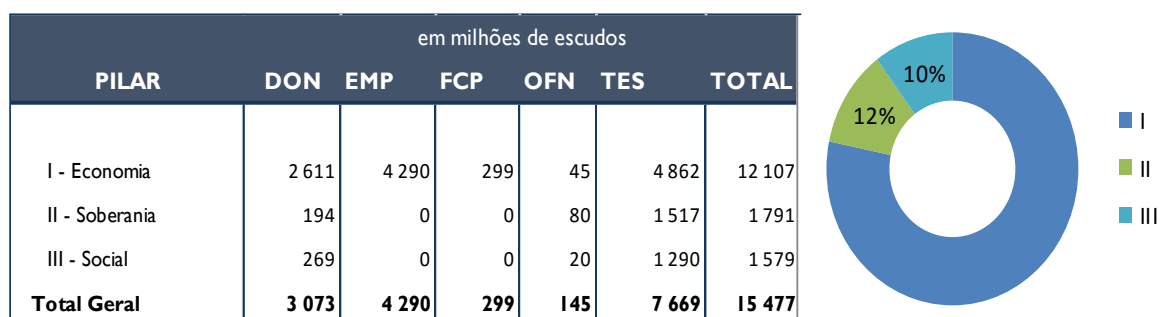 em milhões de escudos
PILAR DON EMP FCP OFN TES TOTAL
I - Economia 2 611 4 290 299 45 4 862 12 107
II - Soberania 194 0 0 80 1 517 1 791
III - Social 269 0 0 20 1 290 1 579
Total Geral 3 073 4 290 299 145 7 669 15 477
10%
12%
I
II
III